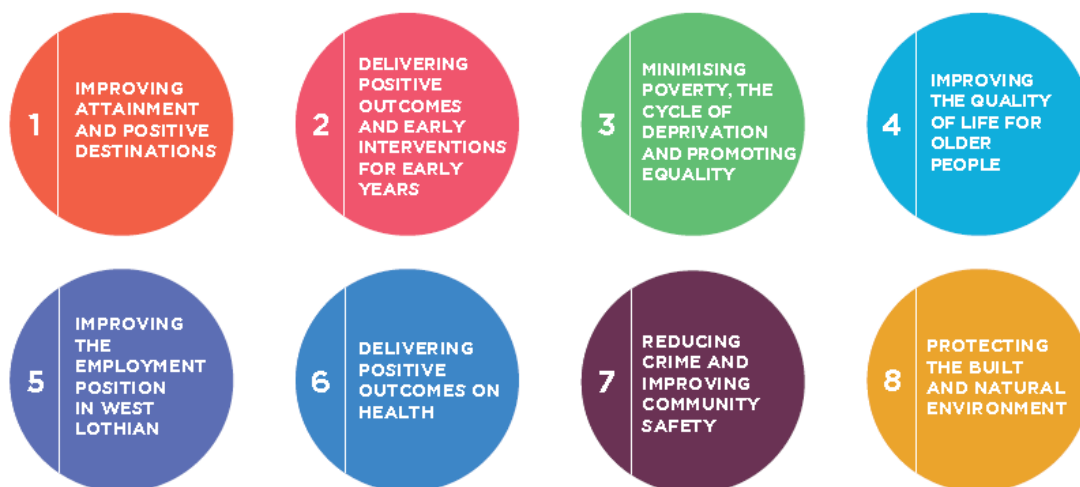 1
IMPROVING
ATTAINMENT
AND POSITIVE
DESTINATIONS
2
DELIVERING
POSITIVE
OUTCOMES
AND EARLY
INTERVENTIONS
FOR EARLY
YEARS
3
MINIMISING
POVERTY, THE
CYCLE OF
DEPRIVATION
AND PROMOTING
EQUALITY
4
IMPROVING
THE QUALITY
OF LIFE FOR
OLDER
PEOPLE
5
IMPROVING
THE
EMPLOYMENT
POSITION
IN WEST
LOTHIAN
6
DELIVERING
POSITIVE
OUTCOMES ON
HEALTH
7
REDUCING
CRIME AND
IMPROVING
COMMUNITY
SAFETY
8
PROTECTING
THE BUILT
AND NATURAL
ENVIRONMENT